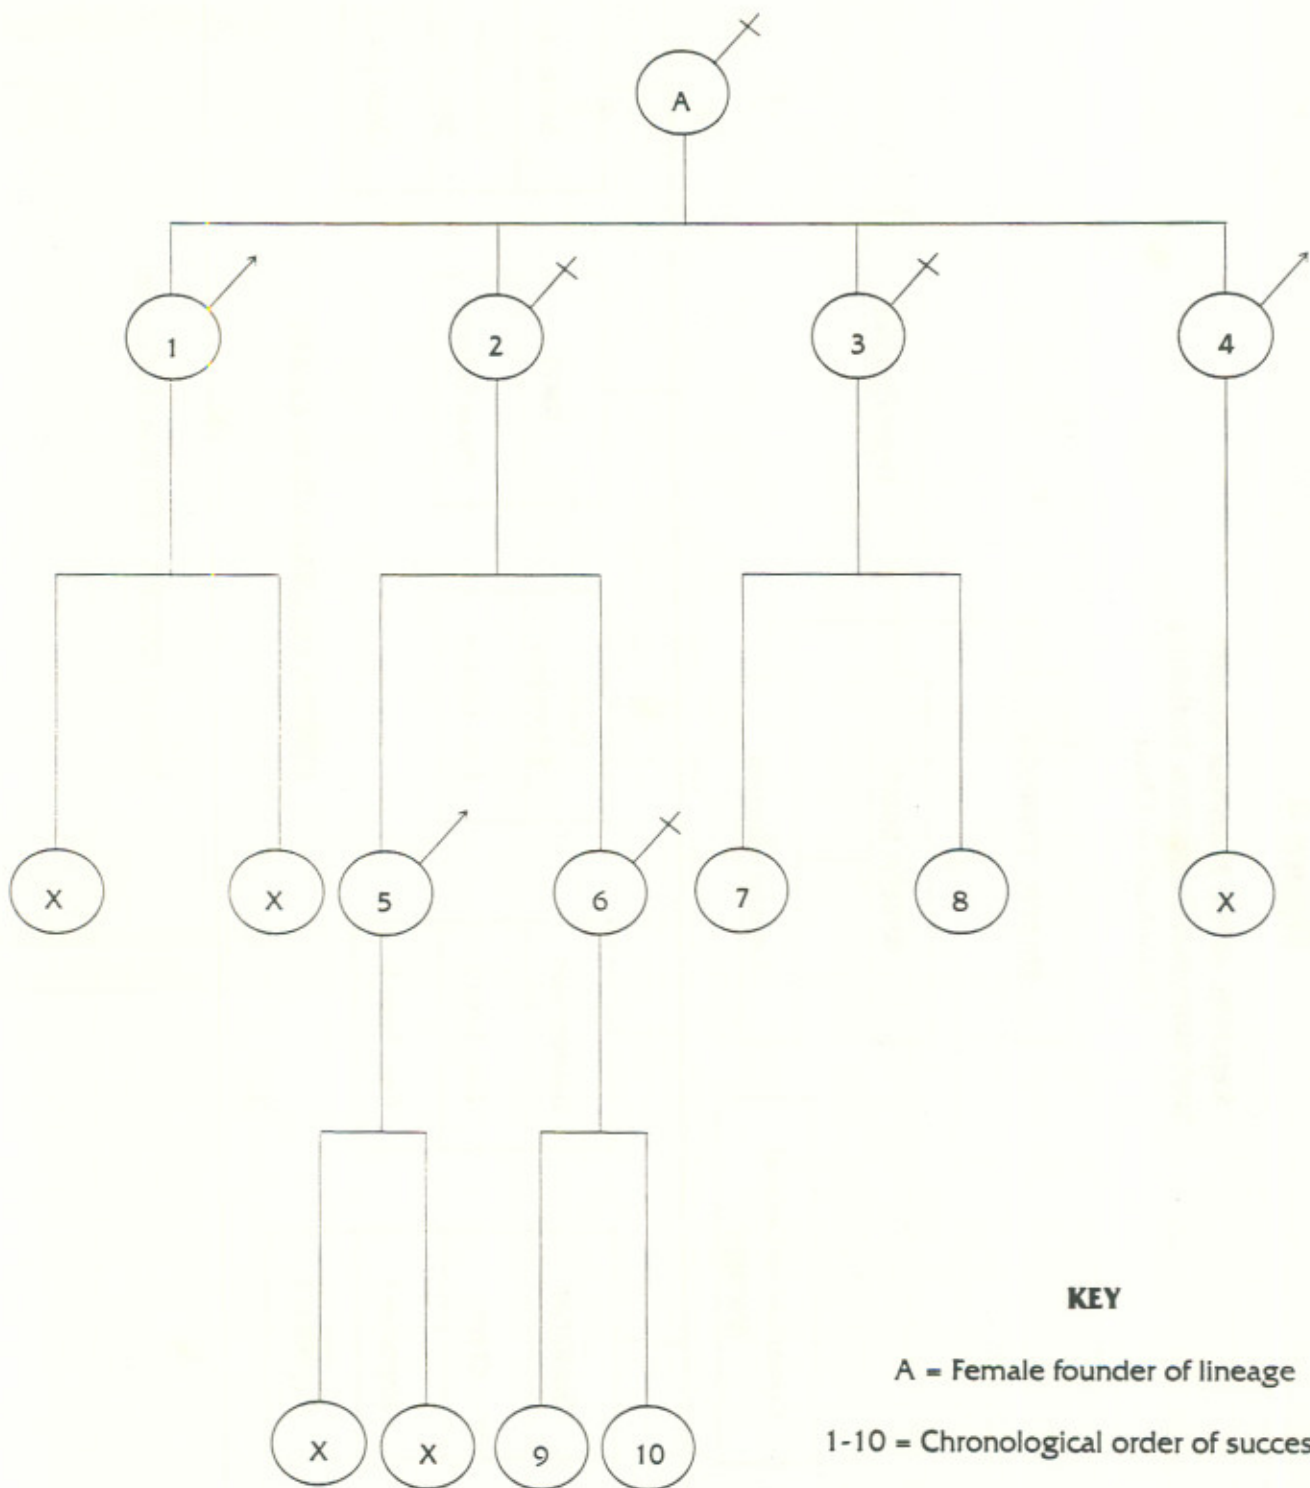 A
1 2 3 4
X X 5 6 7 8 X
X X 9 10
KEY
A = Female founder of lineage
1-10 = Chronological order of